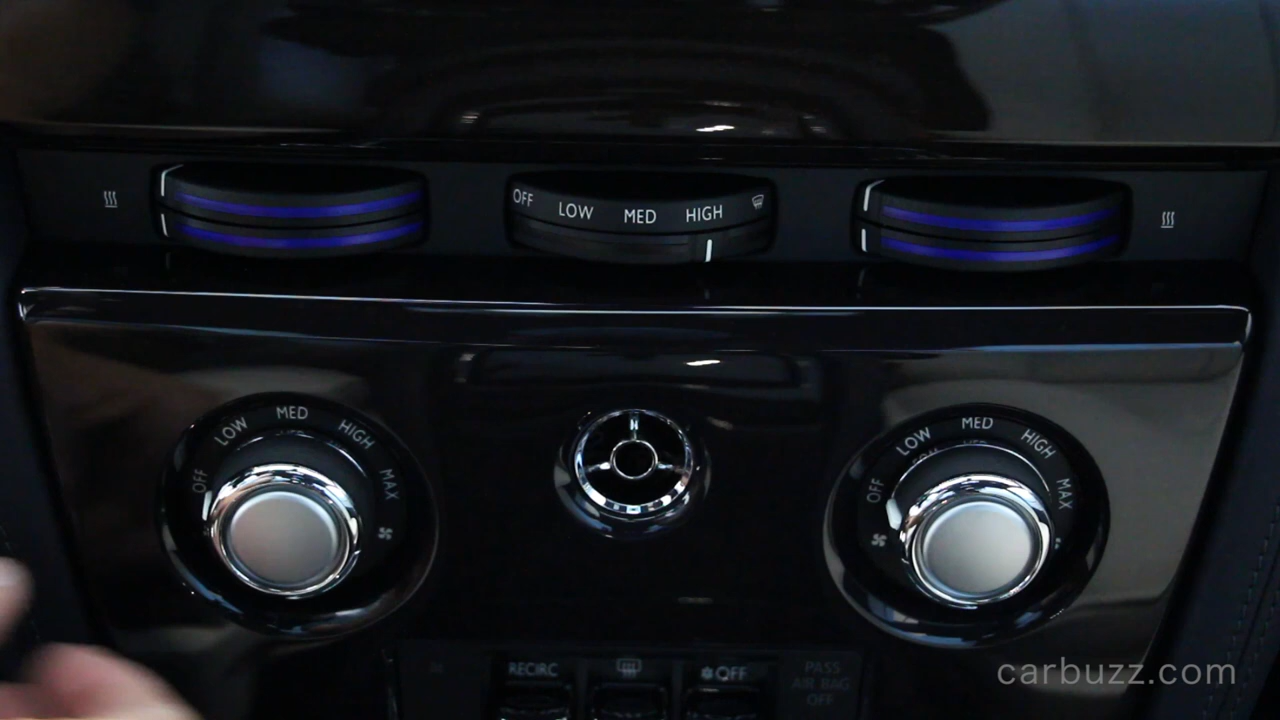 OFF LOW MED HIGH
OFF LOW MED HIGH MAX
OFF LOW MED HIGH MAX
RECIRC
OFF
PASS
AIR BAG
OFF
carbuzz.com